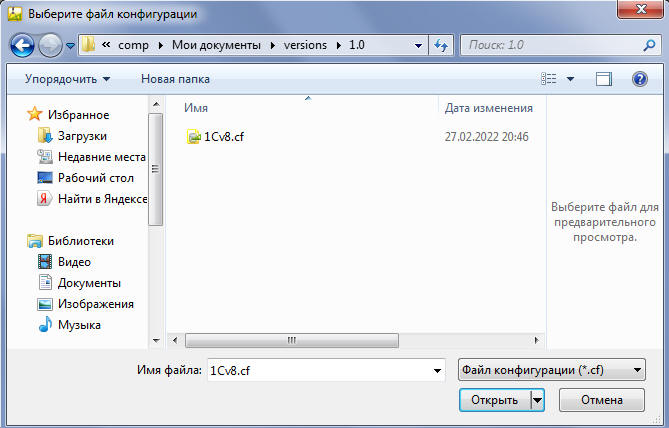 Выберите файл конфигурации
« comp ▸ Мои документы ▸ versions ▸ 1.0
Поиск: 1.0
Упорядочить
Новая папка
Избранное
Загрузки
Недавние места
Рабочий стол
Найти в Яндексе
Библиотеки
Видео
Документы
Изображения
Музыка
Имя
Дата изменения
1Cv8.cf
27.02.2022 20:46
Выберите файл для
предварительного
просмотра.
Имя файла:
1Cv8.cf
Файл конфигурации (*.cf)
Открыть
Отмена